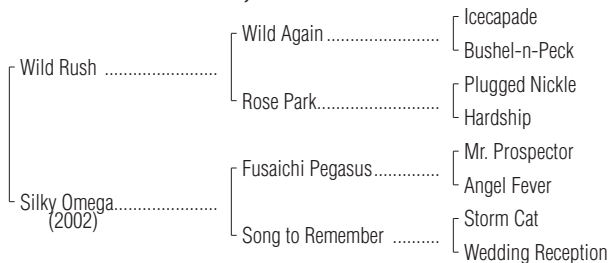 Icecapade
Wild Again ....................
Bushel-n-Peck
Wild Rush ....................
Plugged Nickle
Rose Park......................
Hardship
Mr. Prospector
Fusaichi Pegasus............
Angel Fever
Silky Omega....................
(2002)
Storm Cat
Song to Remember ........
Wedding Reception